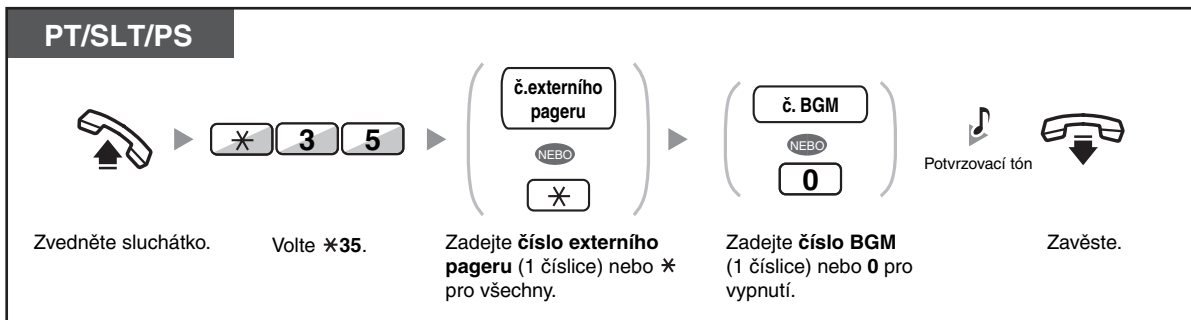 PT/SLT/PS
č.externího
pageru
NEBO
*
* 3 5
č. BGM
NEBO
0
Potvrzovací tón
Zvedněte sluchátko.
Volte *35.
Zadejte číslo externího
pageru (1 číslice) nebo *
pro všechny.
Zadejte číslo BGM
(1 číslice) nebo 0 pro
vypnutí.
Zavěste.